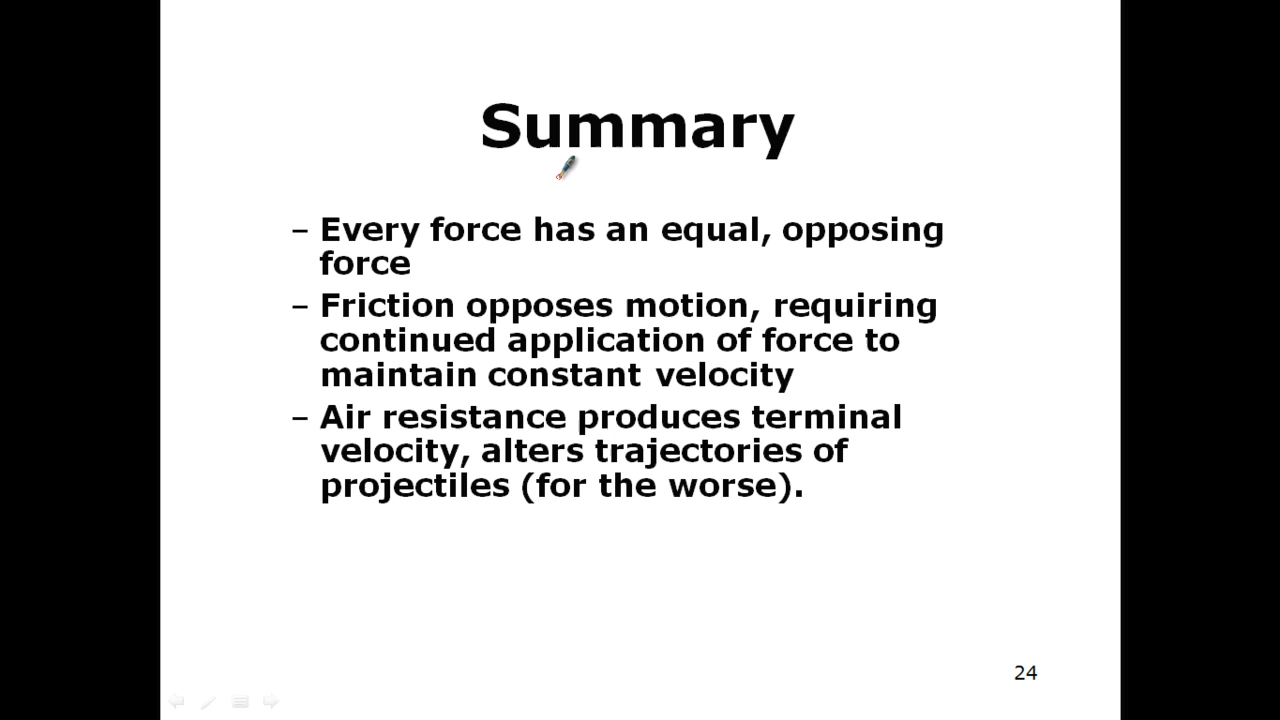 Summary
– Every force has an equal, opposing
force
– Friction opposes motion, requiring
continued application of force to
maintain constant velocity
– Air resistance produces terminal
velocity, alters trajectories of
projectiles (for the worse).
24